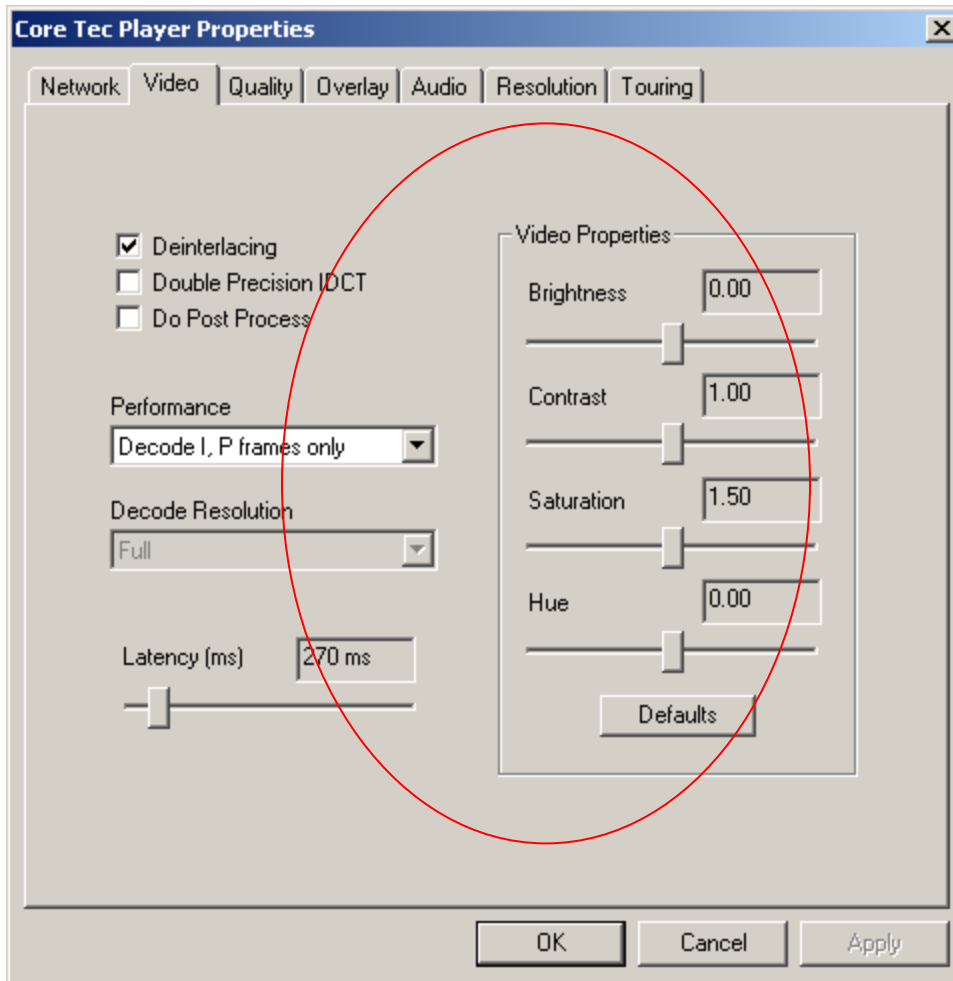 Core Tec Player Properties
Network Video Quality Overlay Audio Resolution Touring
Deinterlacing
Double Precision IDCT
Do Post Process
Performance
Decode I, P frames only
Decode Resolution
Full
Latency (ms) 270 ms
Video Properties
Brightness 0.00
Contrast 1.00
Saturation 1.50
Hue 0.00
Defaults
OK Cancel Apply